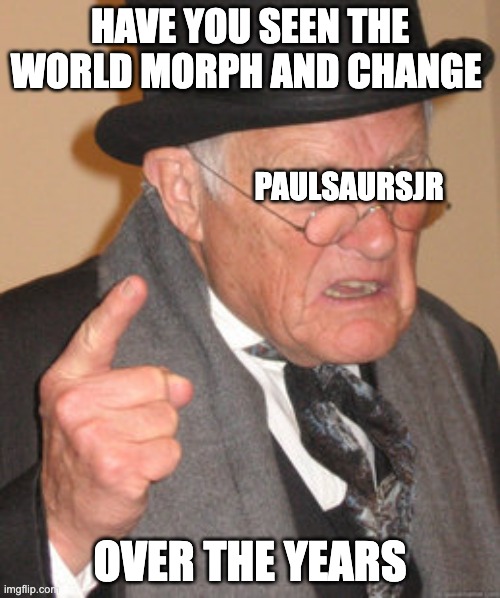 HAVE YOU SEEN THE
WORLD MORPH AND CHANGE
PAULSAURSJR
OVER THE YEARS
imgflip.com